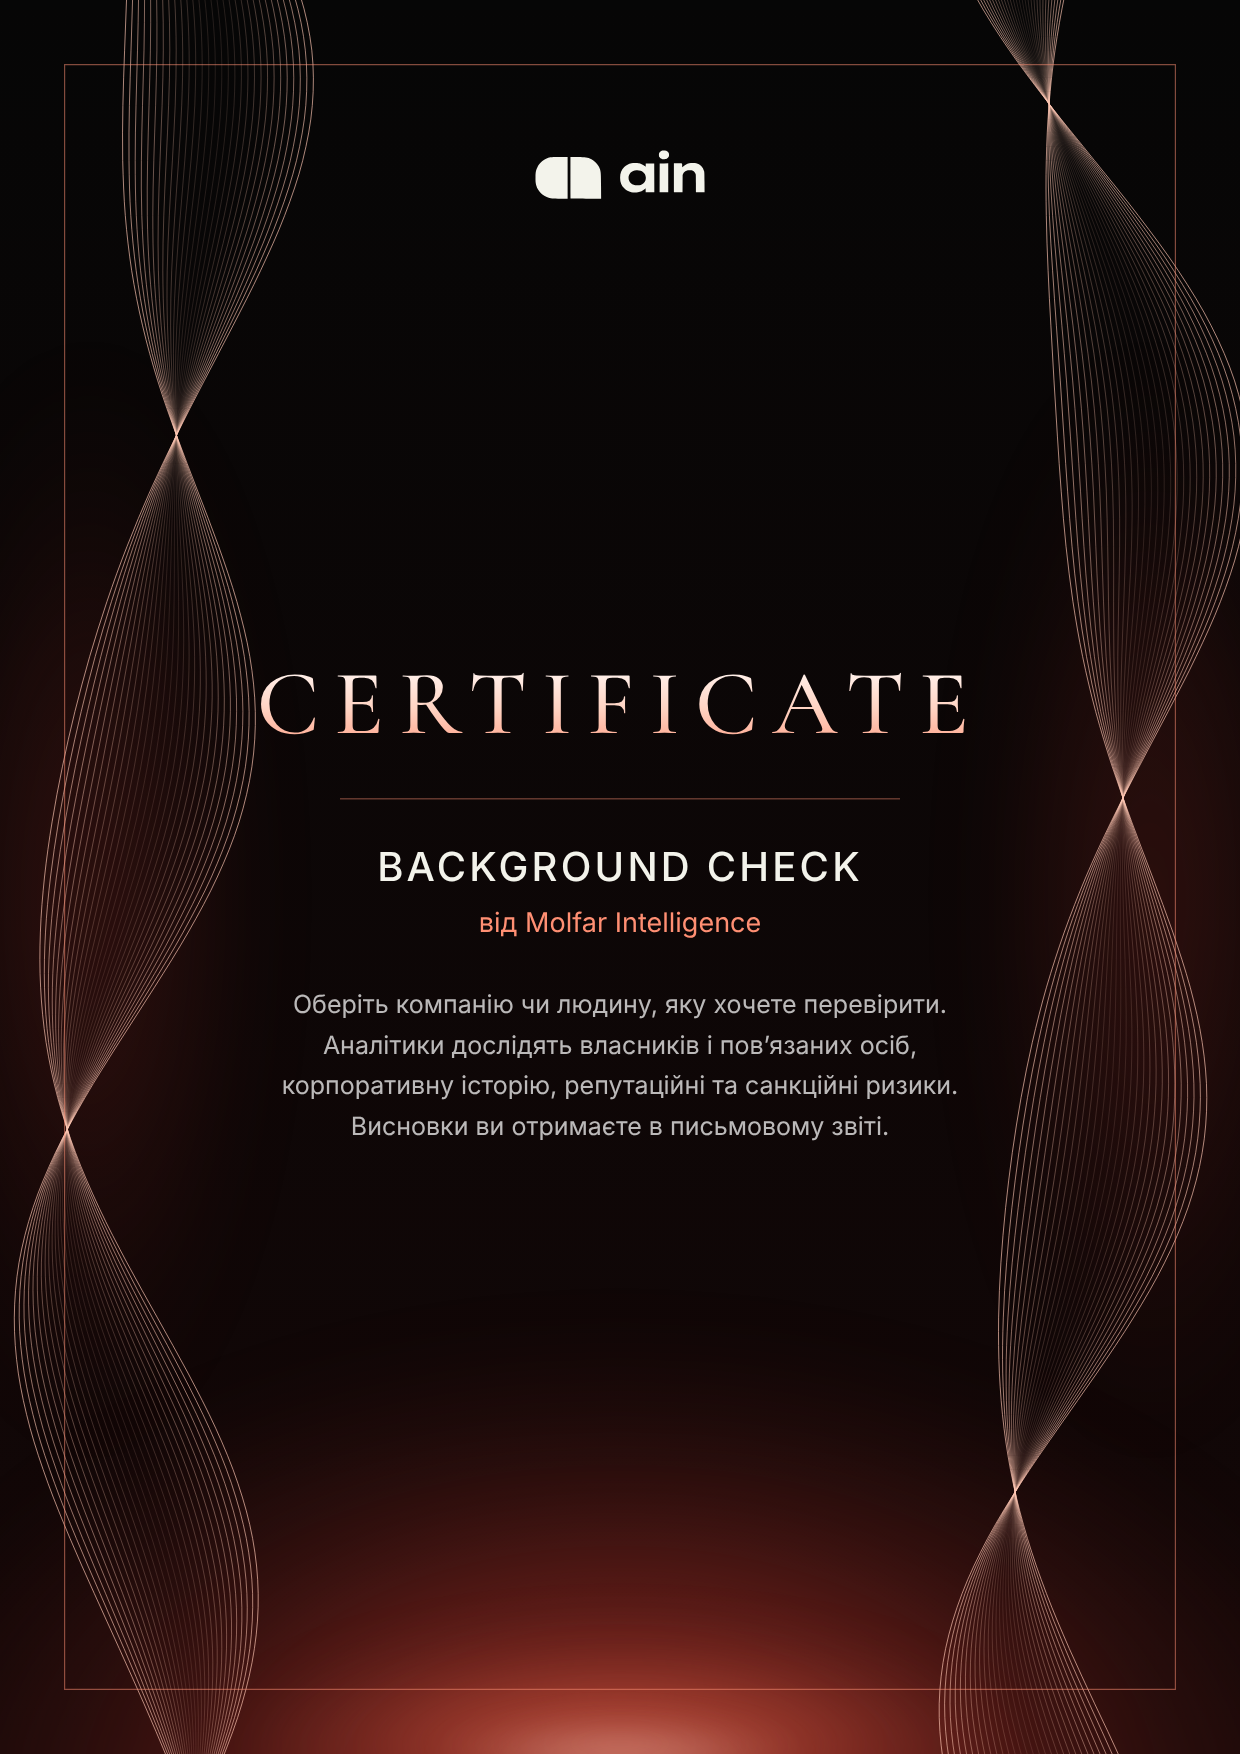 ain
CERTIFICATE
BACKGROUND CHECK
від Molfar Intelligence
Оберіть компанію чи людину, яку хочете перевірити.
Аналітики дослідять власників і пов’язаних осіб,
корпоративну історію, репутаційні та санкційні ризики.
Висновки ви отримаєте в письмовому звіті.